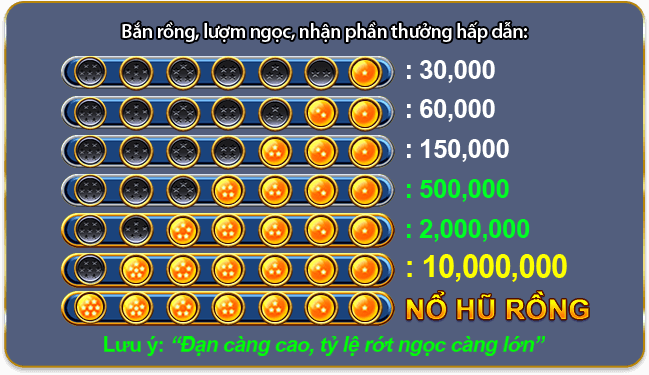 Bắn rồng, lượm ngọc, nhận phần thưởng hấp dẫn:
: 30,000
: 60,000
: 150,000
: 500,000
: 2,000,000
: 10,000,000
NỔ HŨ RỒNG
Lưu ý: “Đạn càng cao, tỷ lệ rớt ngọc càng lớn”